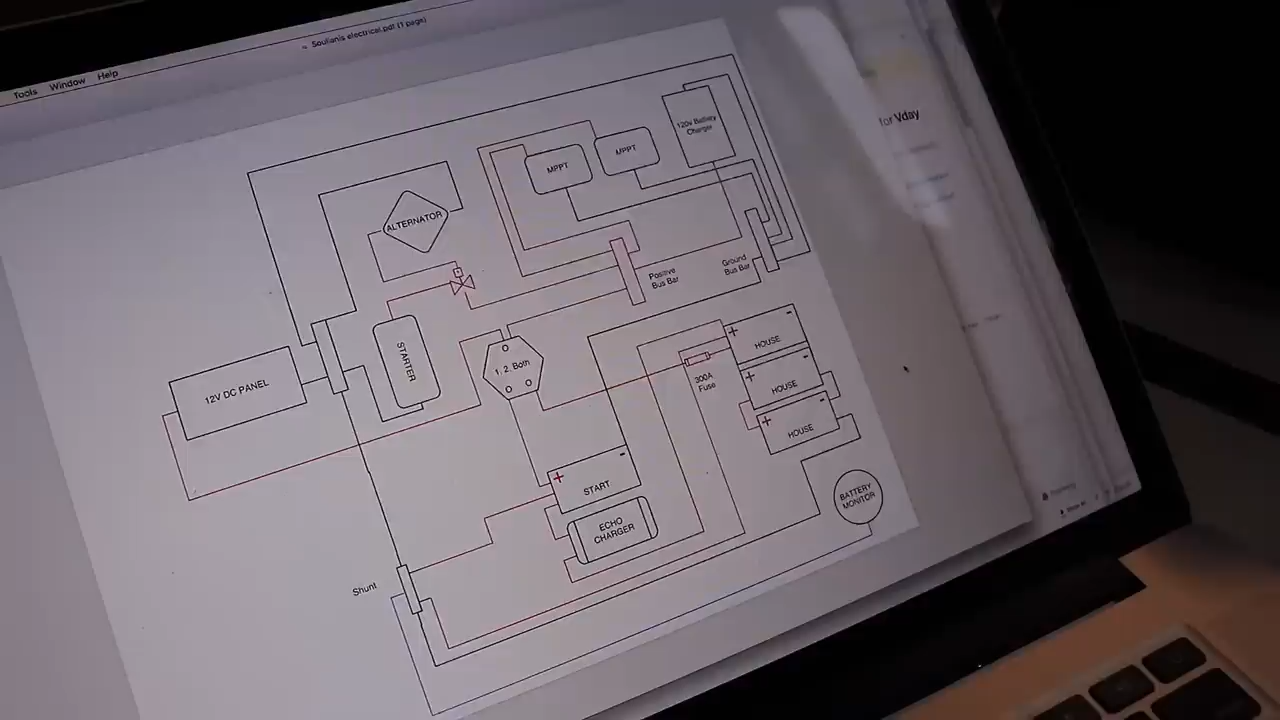 Soulianis electrical.pdf (1 page)
Tools Window Help
for Vday
120v Battery
Charger
MPPT
MPPT
ALTERNATOR
Positive
Bus Bar
Ground
Bus Bar
STARTER
1, 2, Both
12V DC PANEL
300A
Fuse
+ -
HOUSE
+ -
HOUSE
+ -
HOUSE
+ -
START
ECHO
CHARGER
BATTERY
MONITOR
Shunt